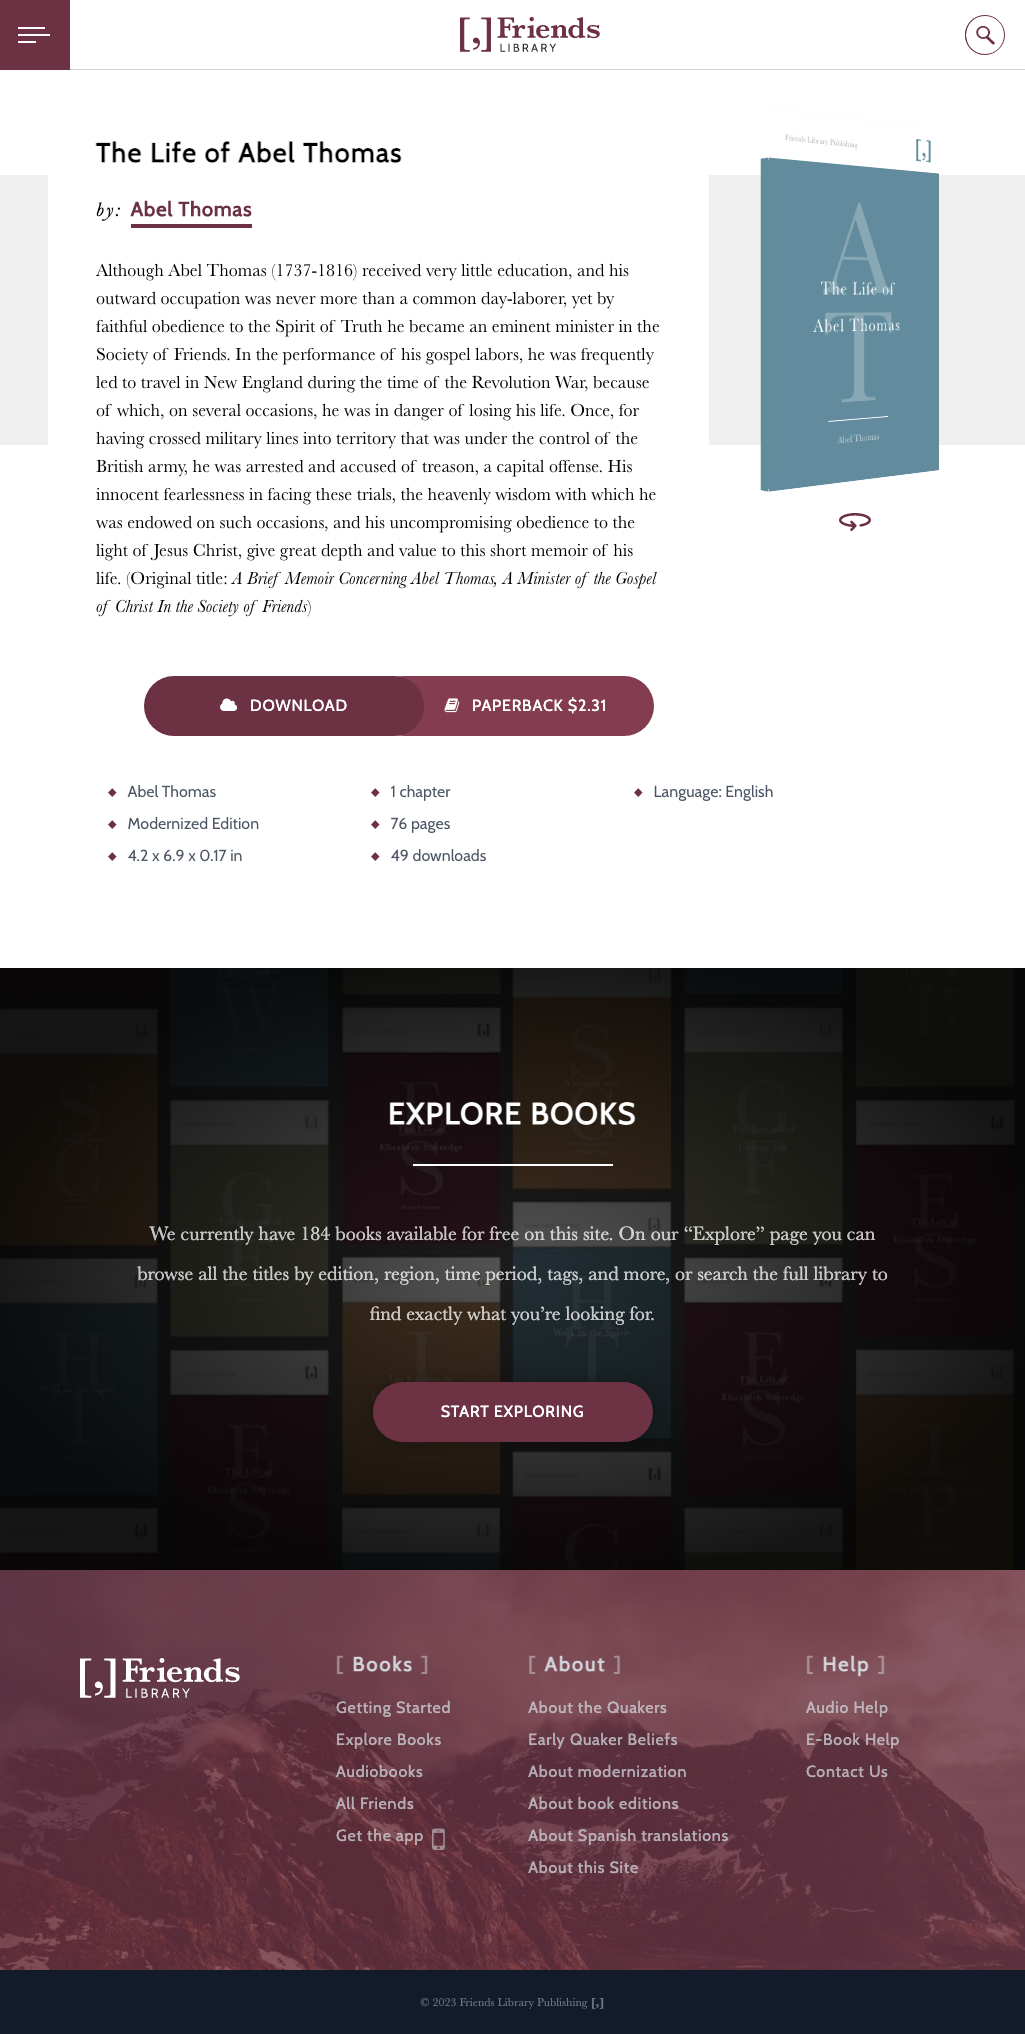 [,] Friends
LIBRARY
The Life of Abel Thomas
by: Abel Thomas
Although Abel Thomas (1737-1816) received very little education, and his
outward occupation was never more than a common day-laborer, yet by
faithful obedience to the Spirit of Truth he became an eminent minister in the
Society of Friends. In the performance of his gospel labors, he was frequently
led to travel in New England during the time of the Revolution War, because
of which, on several occasions, he was in danger of losing his life. Once, for
having crossed military lines into territory that was under the control of the
British army, he was arrested and accused of treason, a capital offense. His
innocent fearlessness in facing these trials, the heavenly wisdom with which he
was endowed on such occasions, and his uncompromising obedience to the
light of Jesus Christ, give great depth and value to this short memoir of his
life. (Original title: A Brief Memoir Concerning Abel Thomas, A Minister of the Gospel
of Christ In the Society of Friends)
Friends Library Publishing [,]
A
The Life of
Abel Thomas
T
Abel Thomas
DOWNLOAD
PAPERBACK $2.31
Abel Thomas
Modernized Edition
4.2 x 6.9 x 0.17 in
1 chapter
76 pages
49 downloads
Language: English
EXPLORE BOOKS
We currently have 184 books available for free on this site. On our “Explore” page you can
browse all the titles by edition, region, time period, tags, and more, or search the full library to
find exactly what you’re looking for.
START EXPLORING
[,] Friends
LIBRARY
[ Books ]
Getting Started
Explore Books
Audiobooks
All Friends
Get the app
[ About ]
About the Quakers
Early Quaker Beliefs
About modernization
About book editions
About Spanish translations
About this Site
[ Help ]
Audio Help
E-Book Help
Contact Us
© 2023 Friends Library Publishing [,]